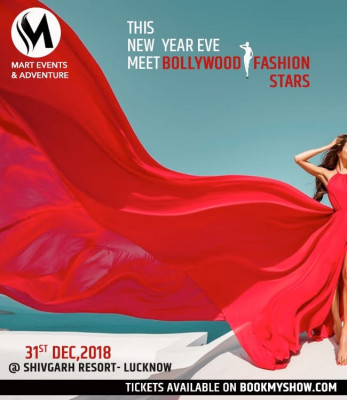 MART EVENTS
& ADVENTURE
THIS
NEW YEAR EVE
MEET BOLLYWOOD FASHION
STARS
31ST DEC,2018
@ SHIVGARH RESORT- LUCKNOW
TICKETS AVAILABLE ON BOOKMYSHOW.COM